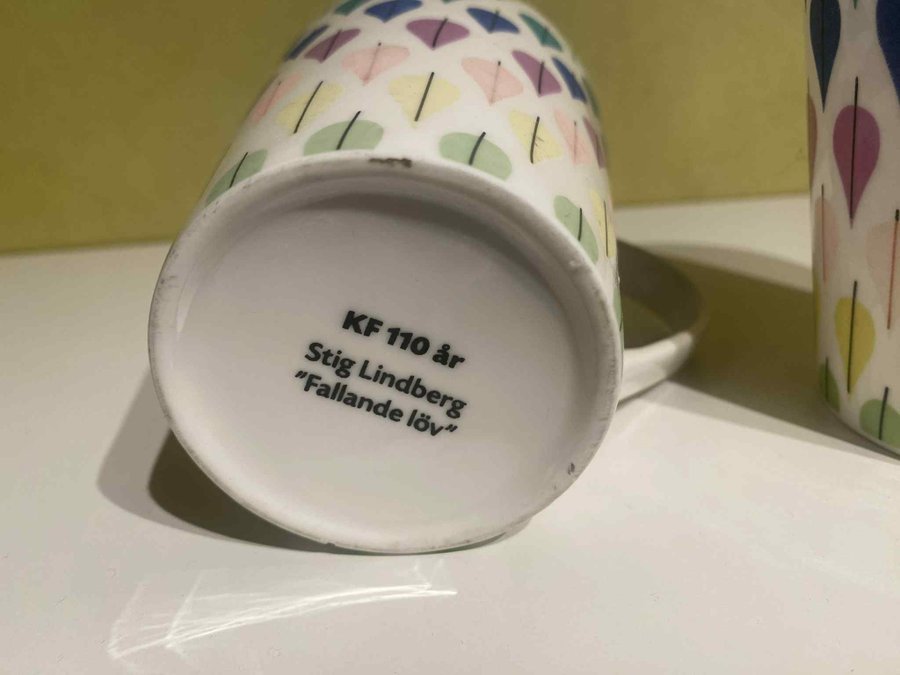 KF 110 år
Stig Lindberg
"Fallande löv"